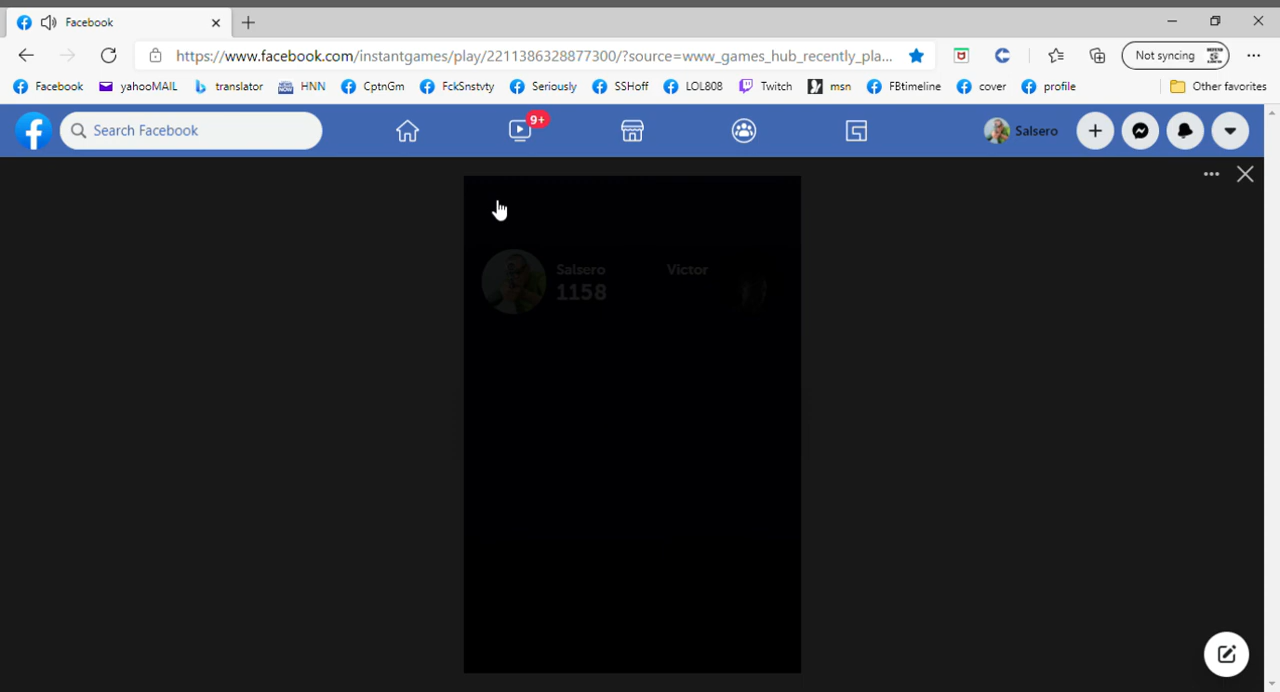 Facebook
https://www.facebook.com/instantgames/play/2211386328877300/?source=www_games_hub_recently_pla...
Not syncing
Facebook yahooMAIL translator HNN CptnGm FckSnstvty Seriously SSHoff LOL808 Twitch msn FBtimeline cover profile Other favorites
Search Facebook 9+ Salsero
Salsero Victor
1158